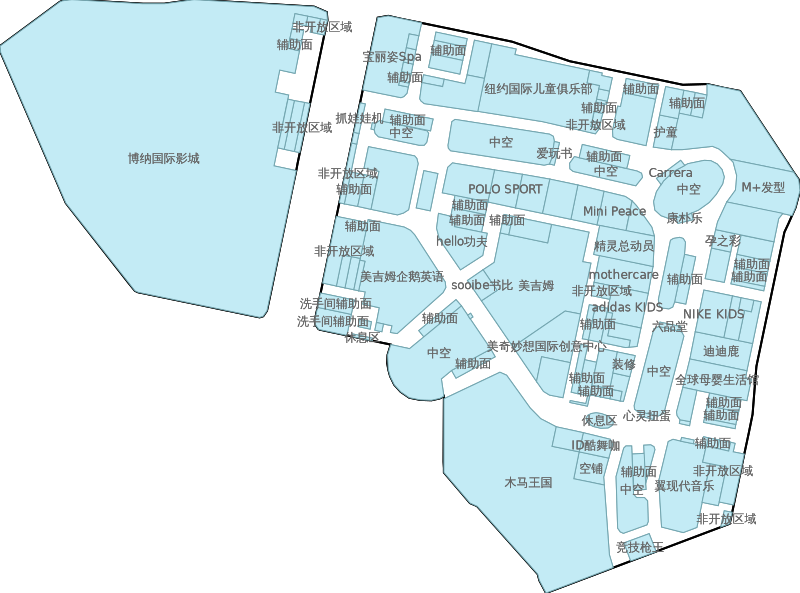 非开放区域
辅助面
宝丽姿Spa
辅助面
辅助面
纽约国际儿童俱乐部
辅助面
辅助面
辅助面
抓娃娃机
辅助面
中空
非开放区域
非开放区域
护童
中空
爱玩书
辅助面
中空
博纳国际影城
非开放区域
辅助面
Carrera
中空
M+发型
POLO SPORT
辅助面
辅助面
辅助面
Mini Peace
康朴乐
辅助面
hello功夫
精灵总动员
孕之彩
非开放区域
辅助面
辅助面
美吉姆企鹅英语
sooibe书比
美吉姆
mothercare
辅助面
非开放区域
洗手间
辅助面
adidas KIDS
NIKE KIDS
洗手间
辅助面
辅助面
辅助面
六品堂
休息区
中空
美奇妙想国际创意中心
迪迪鹿
辅助面
装修
中空
全球母婴生活馆
辅助面
辅助面
辅助面
辅助面
休息区
心灵扭蛋
ID酷舞咖
辅助面
空铺
辅助面
非开放区域
木马王国
中空
翼现代音乐
非开放区域
竞技枪王